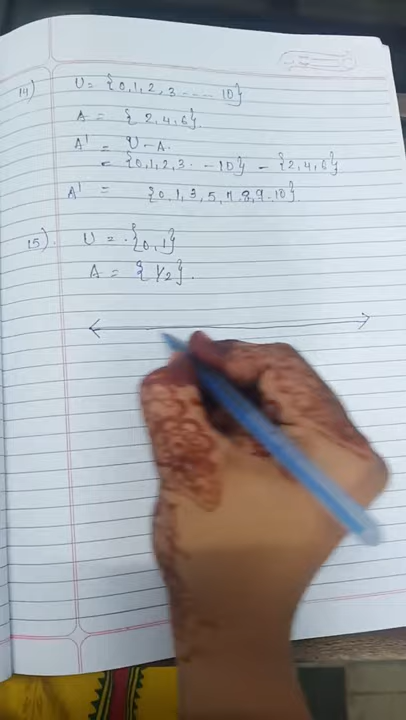 14) U = {0,1,2,3 ..... 10}
A = {2,4,6}.
A' = U - A.
= {0,1,2,3. - 10} - {2,4,6}
A' = {0,1,3,5,7.8,9.10}.
15). U = .{0,1}
A = {1/2}.